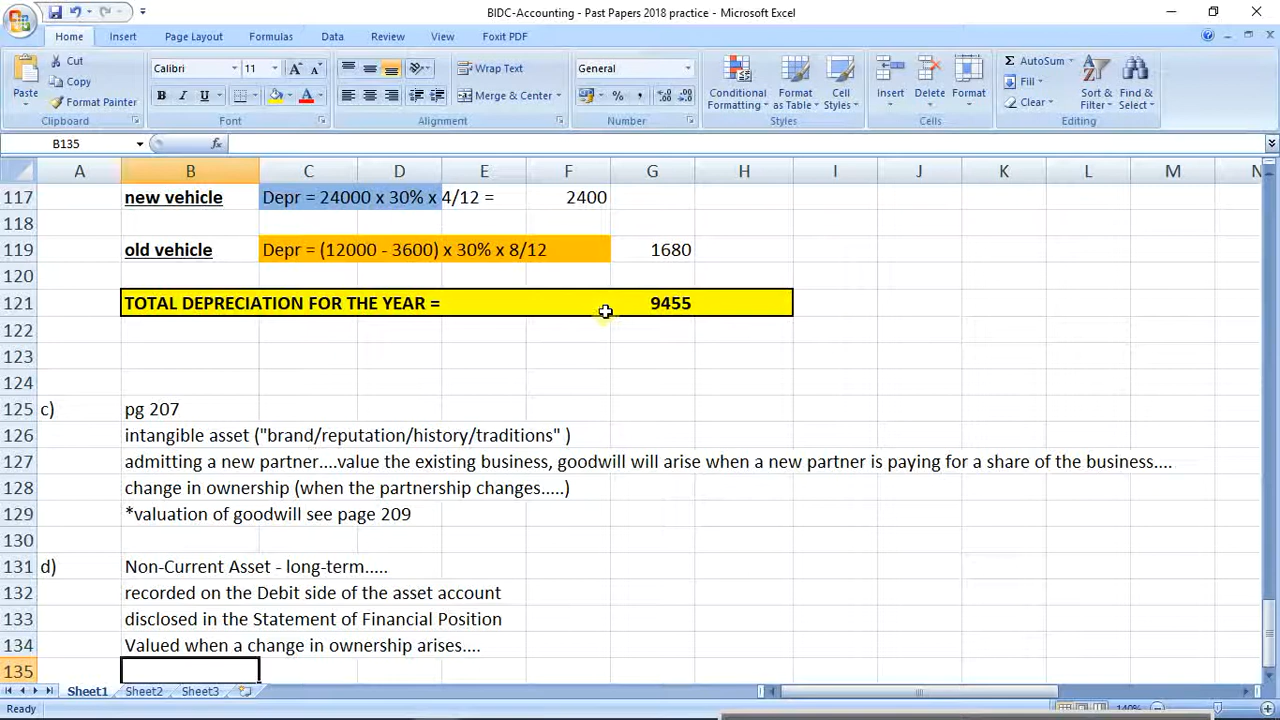 BIDC-Accounting - Past Papers 2018 practice - Microsoft Excel
Home Insert Page Layout Formulas Data Review View Foxit PDF
Paste Cut Copy Format Painter Clipboard
Calibri 11 A A B I U A Font
Wrap Text Merge & Center Alignment
General % , .0 .00 .00 .0 Number
Conditional Formatting Format as Table Cell Styles Styles
Insert Delete Format Cells
Σ AutoSum Fill Clear Sort & Filter Find & Select Editing
B135 fx
A B C D E F G H I J K L M N
117 new vehicle Depr = 24000 x 30% x 4/12 = 2400
118
119 old vehicle Depr = (12000 - 3600) x 30% x 8/12 1680
120
121 TOTAL DEPRECIATION FOR THE YEAR = 9455
122
123
124
125 c) pg 207
126 intangible asset ("brand/reputation/history/traditions" )
127 admitting a new partner....value the existing business, goodwill will arise when a new partner is paying for a share of the business....
128 change in ownership (when the partnership changes.....)
129 *valuation of goodwill see page 209
130
131 d) Non-Current Asset - long-term.....
132 recorded on the Debit side of the asset account
133 disclosed in the Statement of Financial Position
134 Valued when a change in ownership arises....
135
Sheet1 Sheet2 Sheet3
Ready 140%